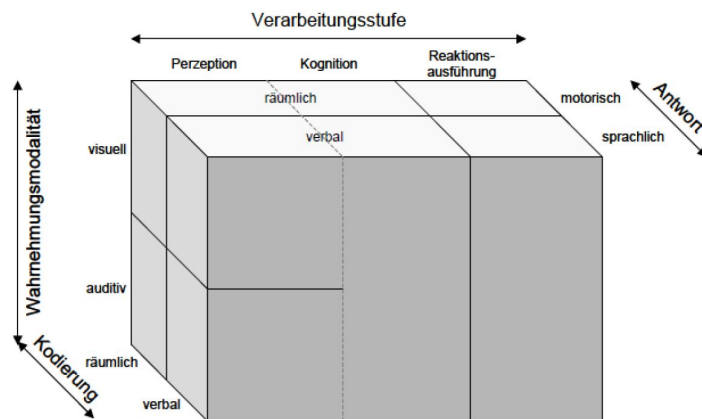 Verarbeitungsstufe
Perzeption
Kognition
Reaktions-
ausführung
räumlich
motorisch
Antwort
verbal
sprachlich
visuell
Wahrnehmungsmodalität
auditiv
Kodierung
räumlich
verbal